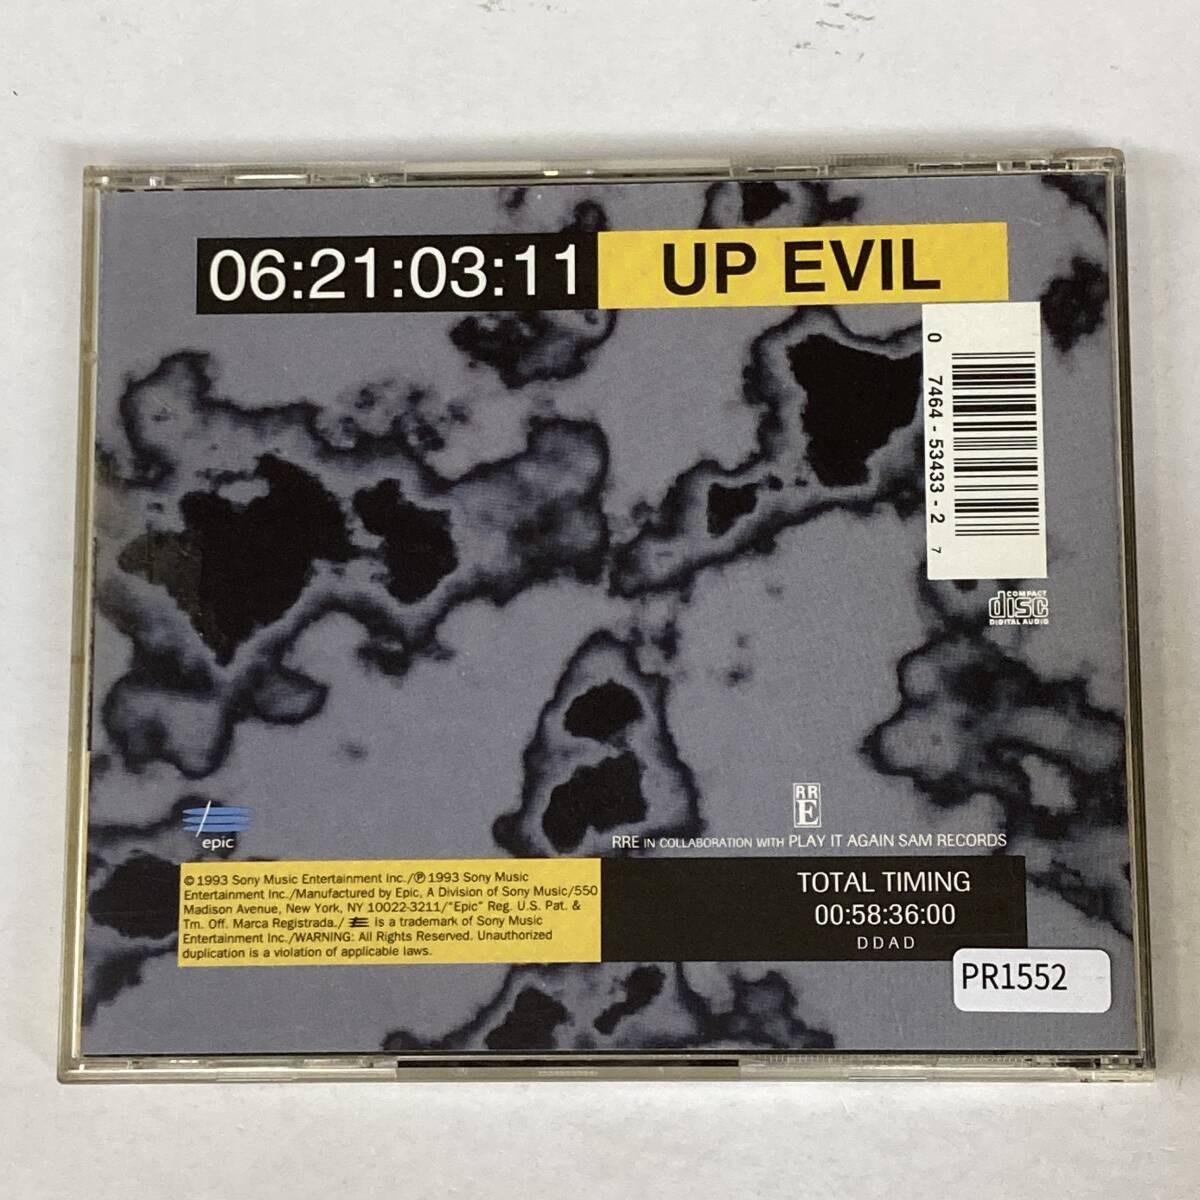 06:21:03:11 UP EVIL
0 7464-53433-2 7
COMPACT
disc
DIGITAL AUDIO
RRE
epic
RRE IN COLLABORATION WITH PLAY IT AGAIN SAM RECORDS
© 1993 Sony Music Entertainment Inc./℗ 1993 Sony Music
Entertainment Inc./Manufactured by Epic, A Division of Sony Music/550
Madison Avenue, New York, NY 10022-3211/"Epic" Reg. U.S. Pat. &
Tm. Off. Marca Registrada./ is a trademark of Sony Music
Entertainment Inc./WARNING: All Rights Reserved. Unauthorized
duplication is a violation of applicable laws.
TOTAL TIMING
00:58:36:00
DDAD
PR1552